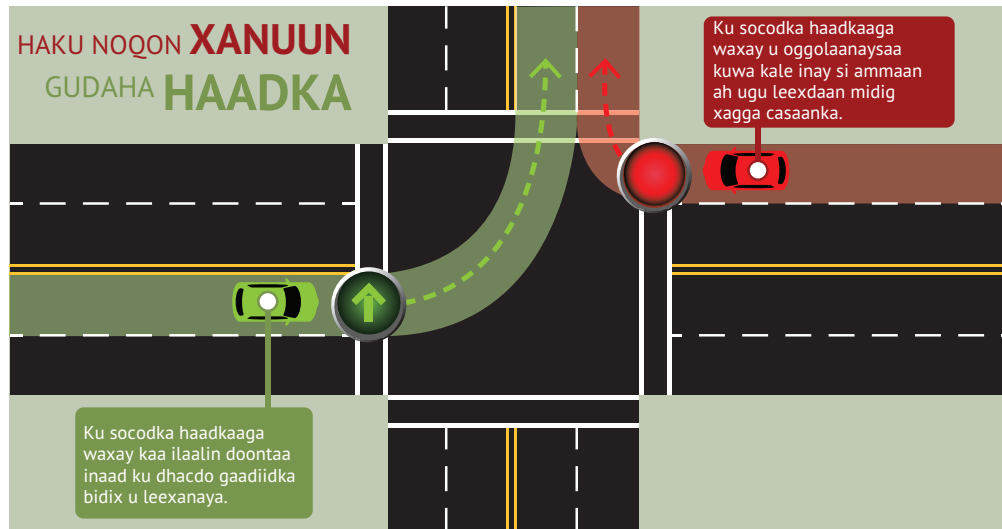 HAKU NOQON XANUUN
GUDAHA HAADKA
Ku socodka haadkaaga
waxay u oggolaanaysaa
kuwa kale inay si ammaan
ah ugu leexdaan midig
xagga casaanka.
Ku socodka haadkaaga
waxay kaa ilaalin doontaa
inaad ku dhacdo gaadiidka
bidix u leexanaya.